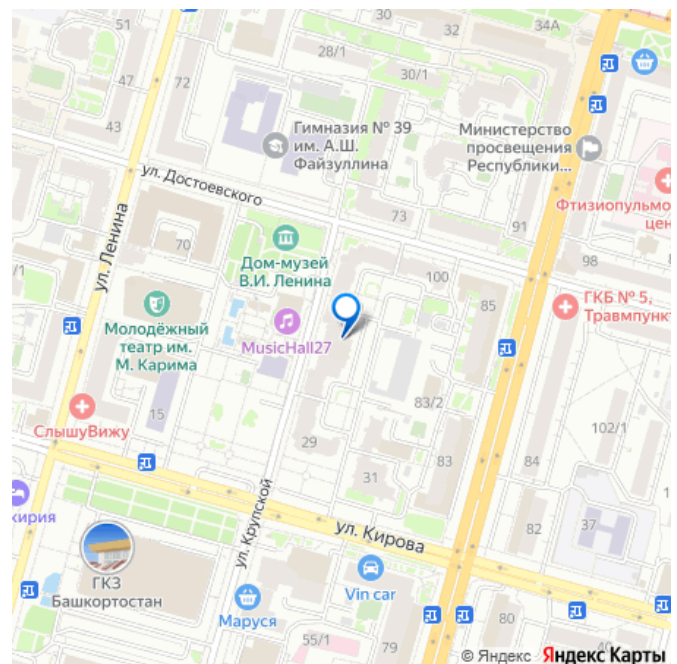 51
47
43
72
32
34А
28/1
30/1
Гимназия № 39
им. А.Ш.
Файзуллина
Министерство
просвещения
Республики...
Фтизиопульмо
цен
ул. Достоевского
ул. Ленина
73
91
98
70
Дом-музей
В.И. Ленина
100
85
ГКБ № 5,
Травмпункт
/1
Молодёжный
театр им.
М. Карима
MusicHall27
15
СлышуВижу
83/2
102/1
29
31
83
84
кирия
ул. Крупской
ул. Кирова
82
37
ГКЗ
Башкортостан
Маруся
Vin car
55/1
79
80
40
© Яндекс Яндекс Карты